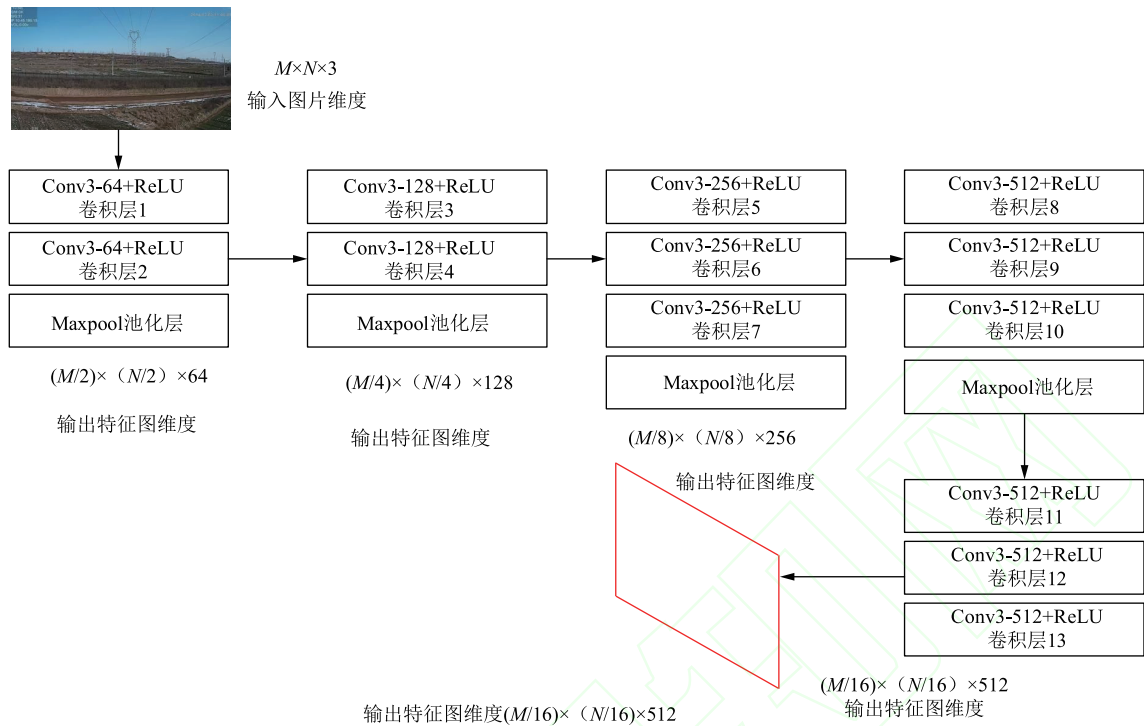 M×N×3
输入图片维度
Conv3-64+ReLU
卷积层1
Conv3-64+ReLU
卷积层2
Maxpool池化层
(M/2)×（N/2）×64
输出特征图维度
Conv3-128+ReLU
卷积层3
Conv3-128+ReLU
卷积层4
Maxpool池化层
(M/4)×（N/4）×128
输出特征图维度
Conv3-256+ReLU
卷积层5
Conv3-256+ReLU
卷积层6
Conv3-256+ReLU
卷积层7
Maxpool池化层
(M/8)×（N/8）×256
输出特征图维度
Conv3-512+ReLU
卷积层8
Conv3-512+ReLU
卷积层9
Conv3-512+ReLU
卷积层10
Maxpool池化层
Conv3-512+ReLU
卷积层11
Conv3-512+ReLU
卷积层12
Conv3-512+ReLU
卷积层13
(M/16)×（N/16）×512
输出特征图维度
输出特征图维度(M/16)×（N/16)×512